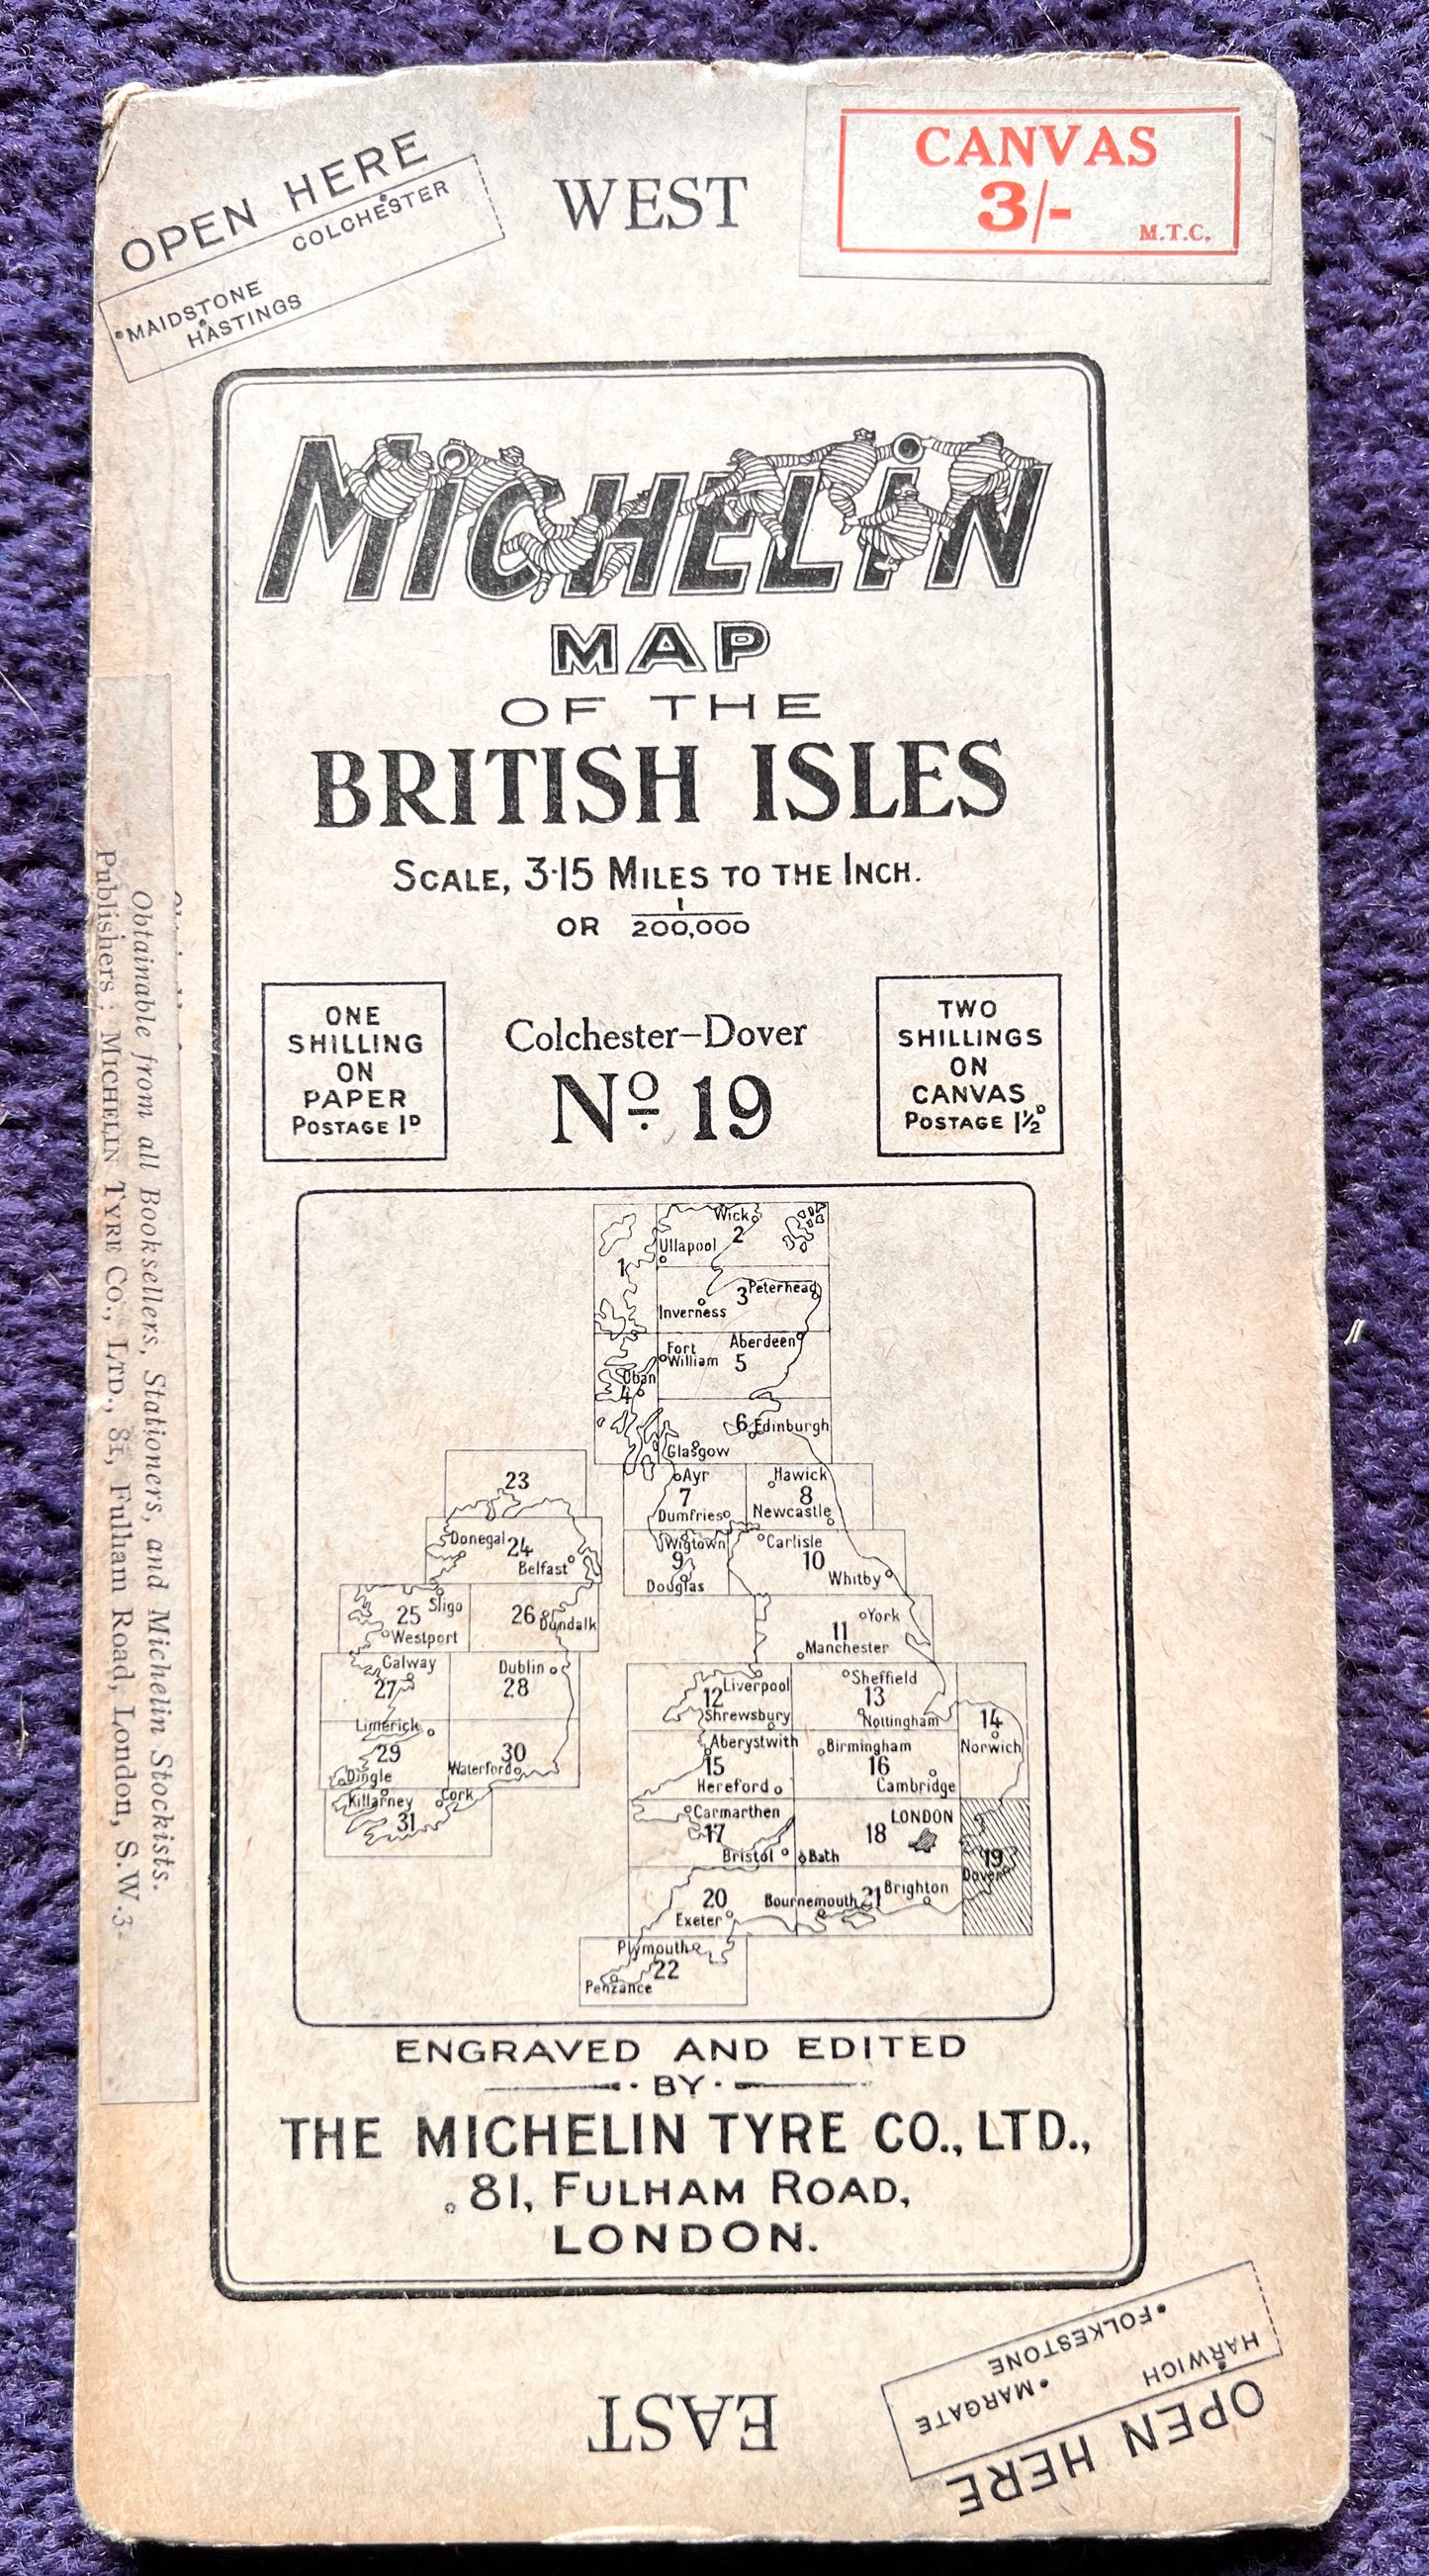 OPEN HERE
COLCHESTER
MAIDSTONE
HASTINGS
WEST
CANVAS
3/-
M.T.C.
MICHELIN
MAP
OF THE
BRITISH ISLES
SCALE, 3·15 MILES TO THE INCH.
OR 1/200,000
ONE
SHILLING
ON
PAPER
POSTAGE 1D
Colchester–Dover
No. 19
TWO
SHILLINGS
ON
CANVAS
POSTAGE 1½D
Wick
2
Ullapool
1
3 Peterhead
Inverness
Aberdeen
Fort
William 5
Oban
4
6 Edinburgh
Glasgow
Ayr
7
Dumfries
Hawick
8
Newcastle
23
Donegal 24
Belfast
Wigtown
9
Douglas
Carlisle
10
Whitby
25 Sligo
Westport
26 Dundalk
York
11
Manchester
Galway
27
Dublin
28
Liverpool
12
Shrewsbury
Sheffield
13
Nottingham
14
Norwich
Limerick
29
Dingle
30
Waterford
Aberystwith
15
Hereford
Birmingham
16
Cambridge
Killarney Cork
31
Carmarthen
17
Bristol
LONDON
18
Bath
19
Dover
20
Exeter
Bournemouth 21 Brighton
Plymouth
22
Penzance
ENGRAVED AND EDITED
· BY ·
THE MICHELIN TYRE CO., LTD.,
81, FULHAM ROAD,
LONDON.
Obtainable from all Booksellers, Stationers, and Michelin Stockists.
Publishers: MICHELIN TYRE CO., LTD., 81, Fulham Road, London, S.W.3.
EAST
OPEN HERE
HARWICH
MARGATE
FOLKESTONE